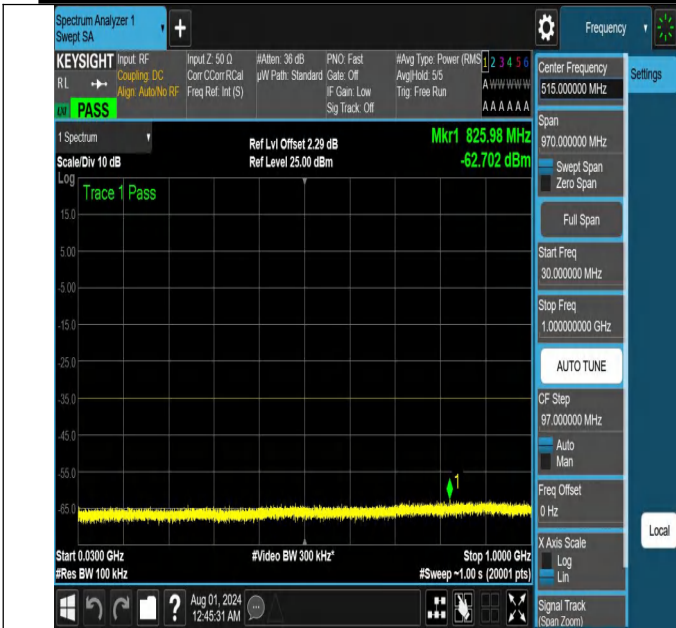 Spectrum Analyzer 1
Swept SA
+
Frequency
KEYSIGHT
RL
PASS
Input: RF
Coupling: DC
Align: Auto/No RF
Input Z: 50 Ω
Corr CCorr RCal
Freq Ref: Int (S)
#Atten: 36 dB
µW Path: Standard
PNO: Fast
Gate: Off
IF Gain: Low
Sig Track: Off
#Avg Type: Power (RMS
Avg|Hold: 5/5
Trig: Free Run
1 2 3 4 5 6
A W W W W W
A A A A A A
1 Spectrum
Scale/Div 10 dB
Log
Ref Lvl Offset 2.29 dB
Ref Level 25.00 dBm
Mkr1 825.98 MHz
-62.702 dBm
Trace 1 Pass
15.0
5.00
-5.00
-15.0
-25.0
-35.0
-45.0
-55.0
-65.0
1
Start 0.0300 GHz
#Res BW 100 kHz
#Video BW 300 kHz*
Stop 1.0000 GHz
#Sweep ~1.00 s (20001 pts)
?
Aug 01, 2024
12:45:31 AM
Center Frequency
515.000000 MHz
Settings
Span
970.000000 MHz
Swept Span
Zero Span
Full Span
Start Freq
30.000000 MHz
Stop Freq
1.000000000 GHz
AUTO TUNE
CF Step
97.000000 MHz
Auto
Man
Freq Offset
0 Hz
X Axis Scale
Log
Lin
Local
Signal Track
(Span Zoom)